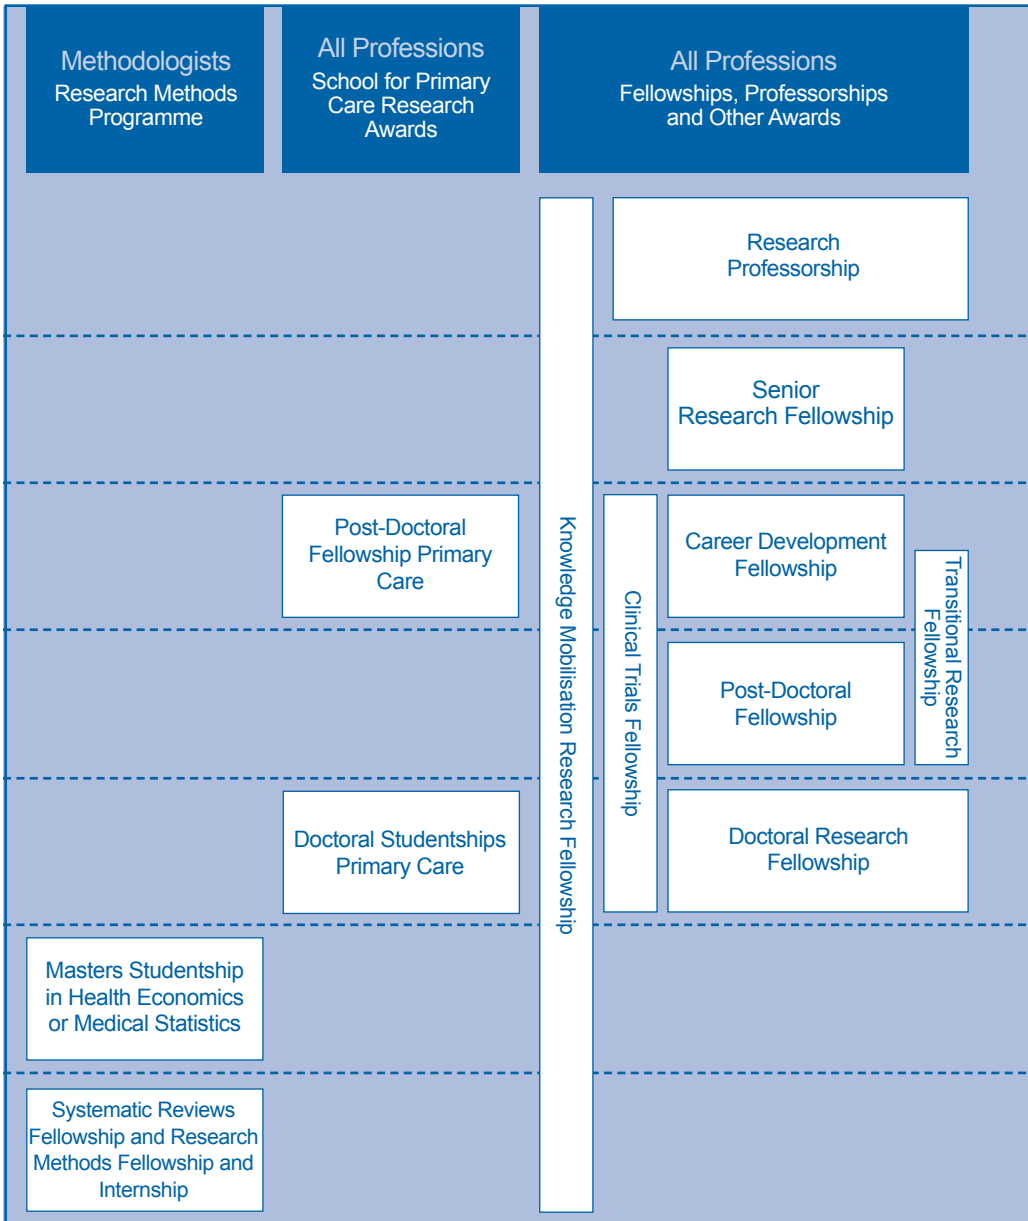 Methodologists
Research Methods
Programme
All Professions
School for Primary
Care Research
Awards
All Professions
Fellowships, Professorships
and Other Awards
Research
Professorship
Senior
Research Fellowship
Knowledge Mobilisation Research Fellowship
Post-Doctoral
Fellowship Primary
Care
Clinical Trials Fellowship
Career Development
Fellowship
Transitional Research
Fellowship
Post-Doctoral
Fellowship
Doctoral Studentships
Primary Care
Doctoral Research
Fellowship
Masters Studentship
in Health Economics
or Medical Statistics
Systematic Reviews
Fellowship and Research
Methods Fellowship and
Internship